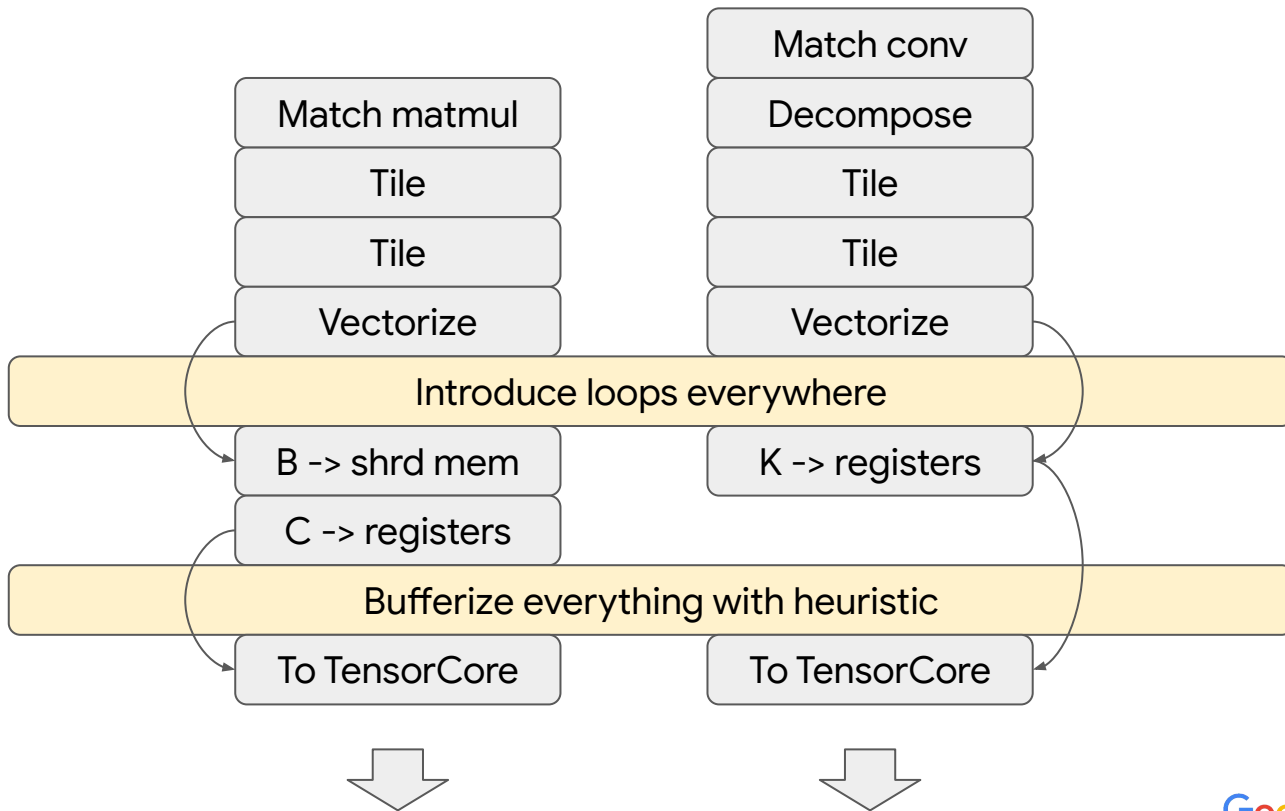 Match conv
Match matmul
Decompose
Tile
Tile
Tile
Tile
Vectorize
Vectorize
Introduce loops everywhere
B -> shrd mem
K -> registers
C -> registers
Bufferize everything with heuristic
To TensorCore
To TensorCore